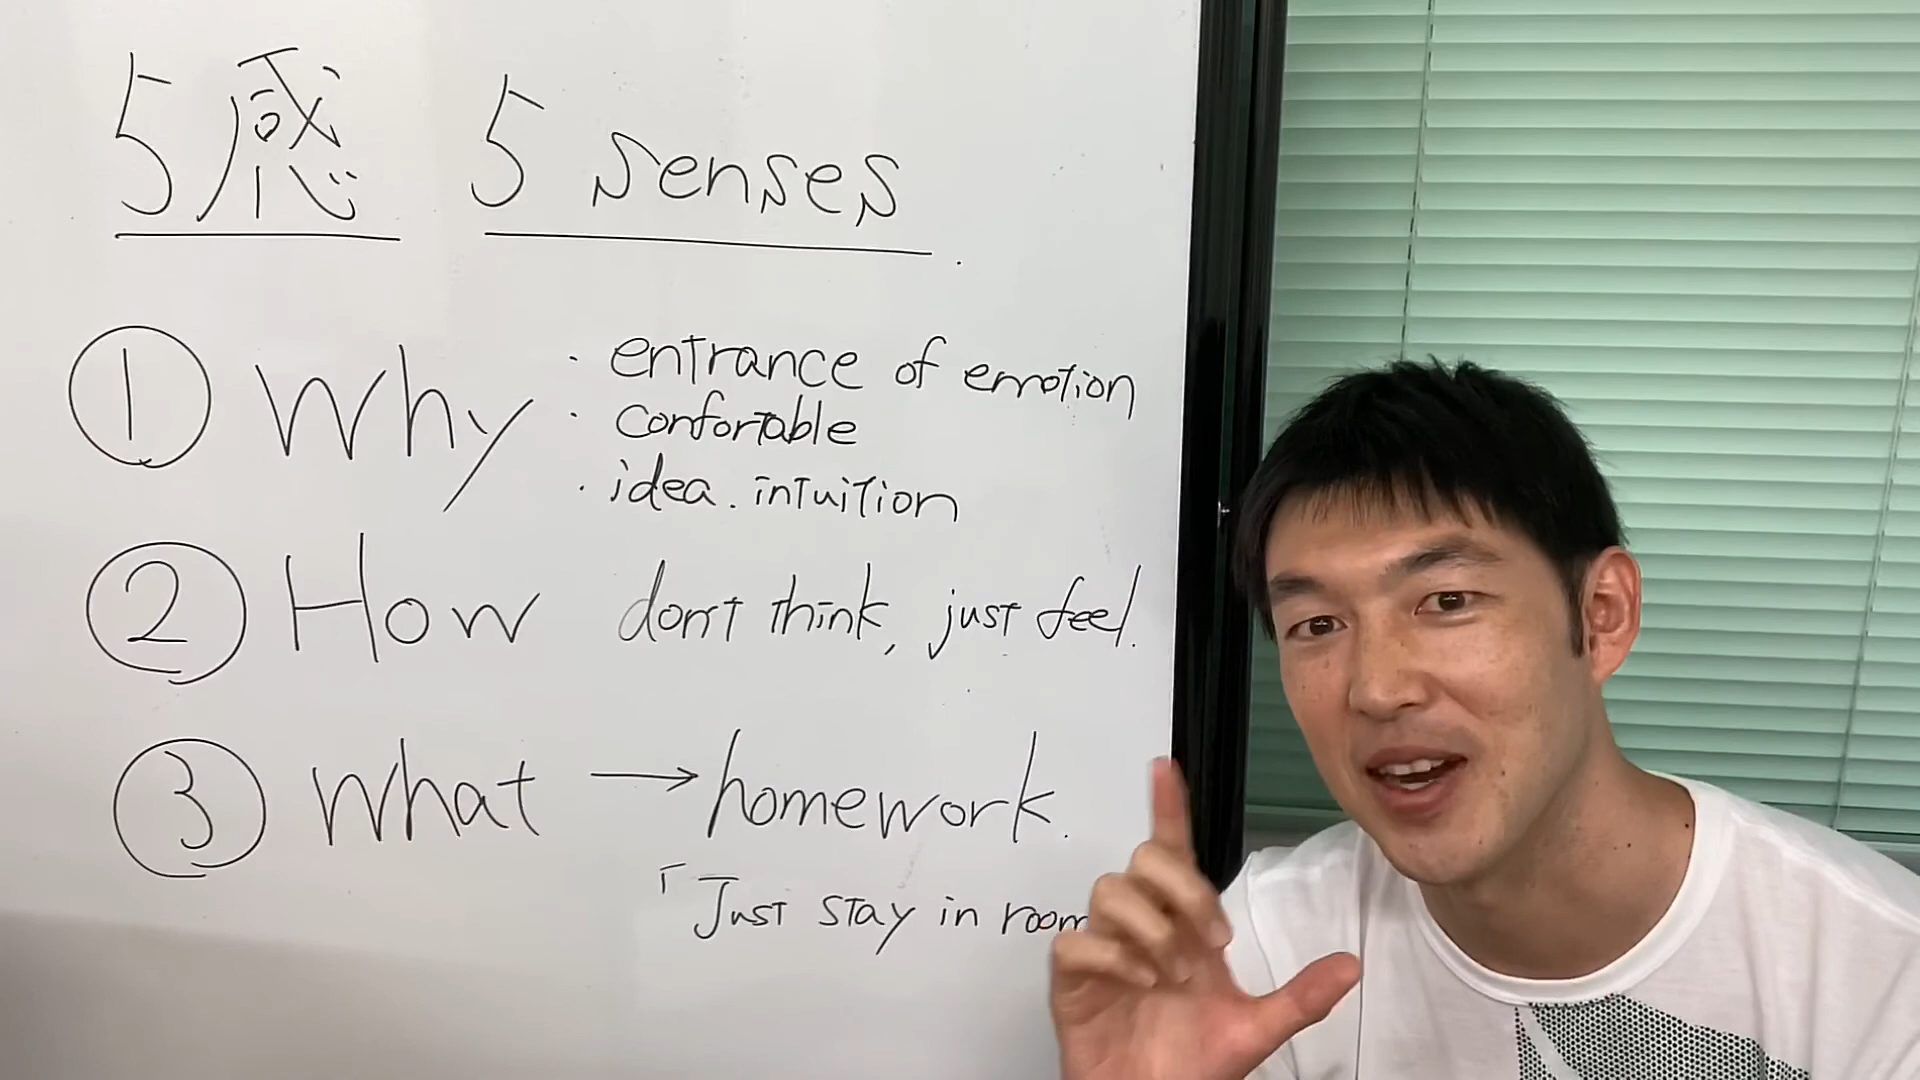 5感 5 senses
① Why ・entrance of emotion
・confortable
・idea. intuition
② How don't think, just feel.
③ What → homework.
「Just stay in room